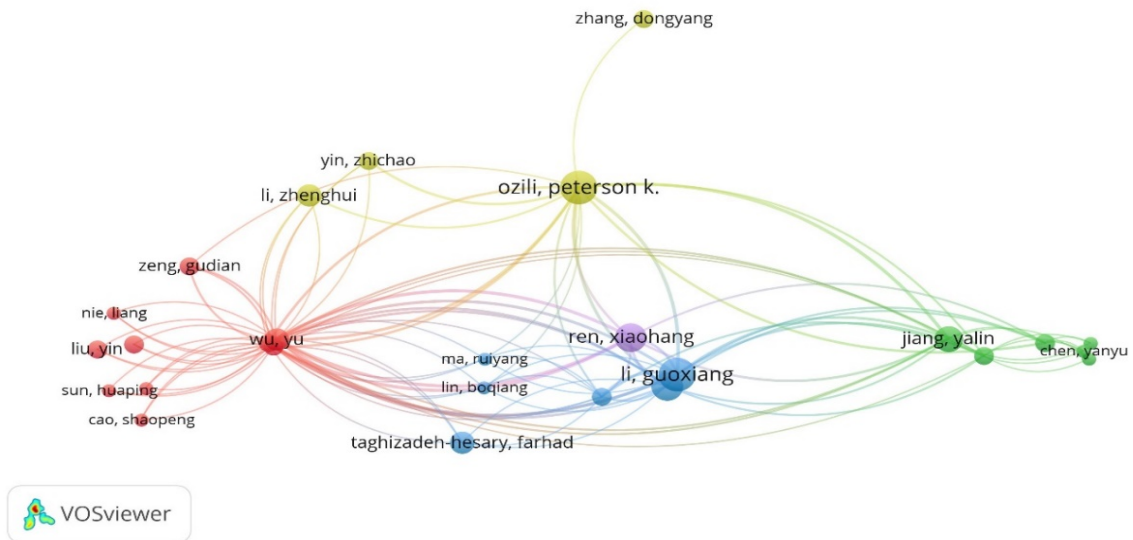 zhang, dongyang
yin, zhichao
ozili, peterson k.
li, zhenghui
zeng, gudian
nie, liang
wu, yu
ren, xiaohang
jiang, yalin
liu, yin
ma, ruiyang
chen, yanyu
li, guoxiang
sun, huaping
lin, boqiang
cao, shaopeng
taghizadeh-hesary, farhad
VOSviewer